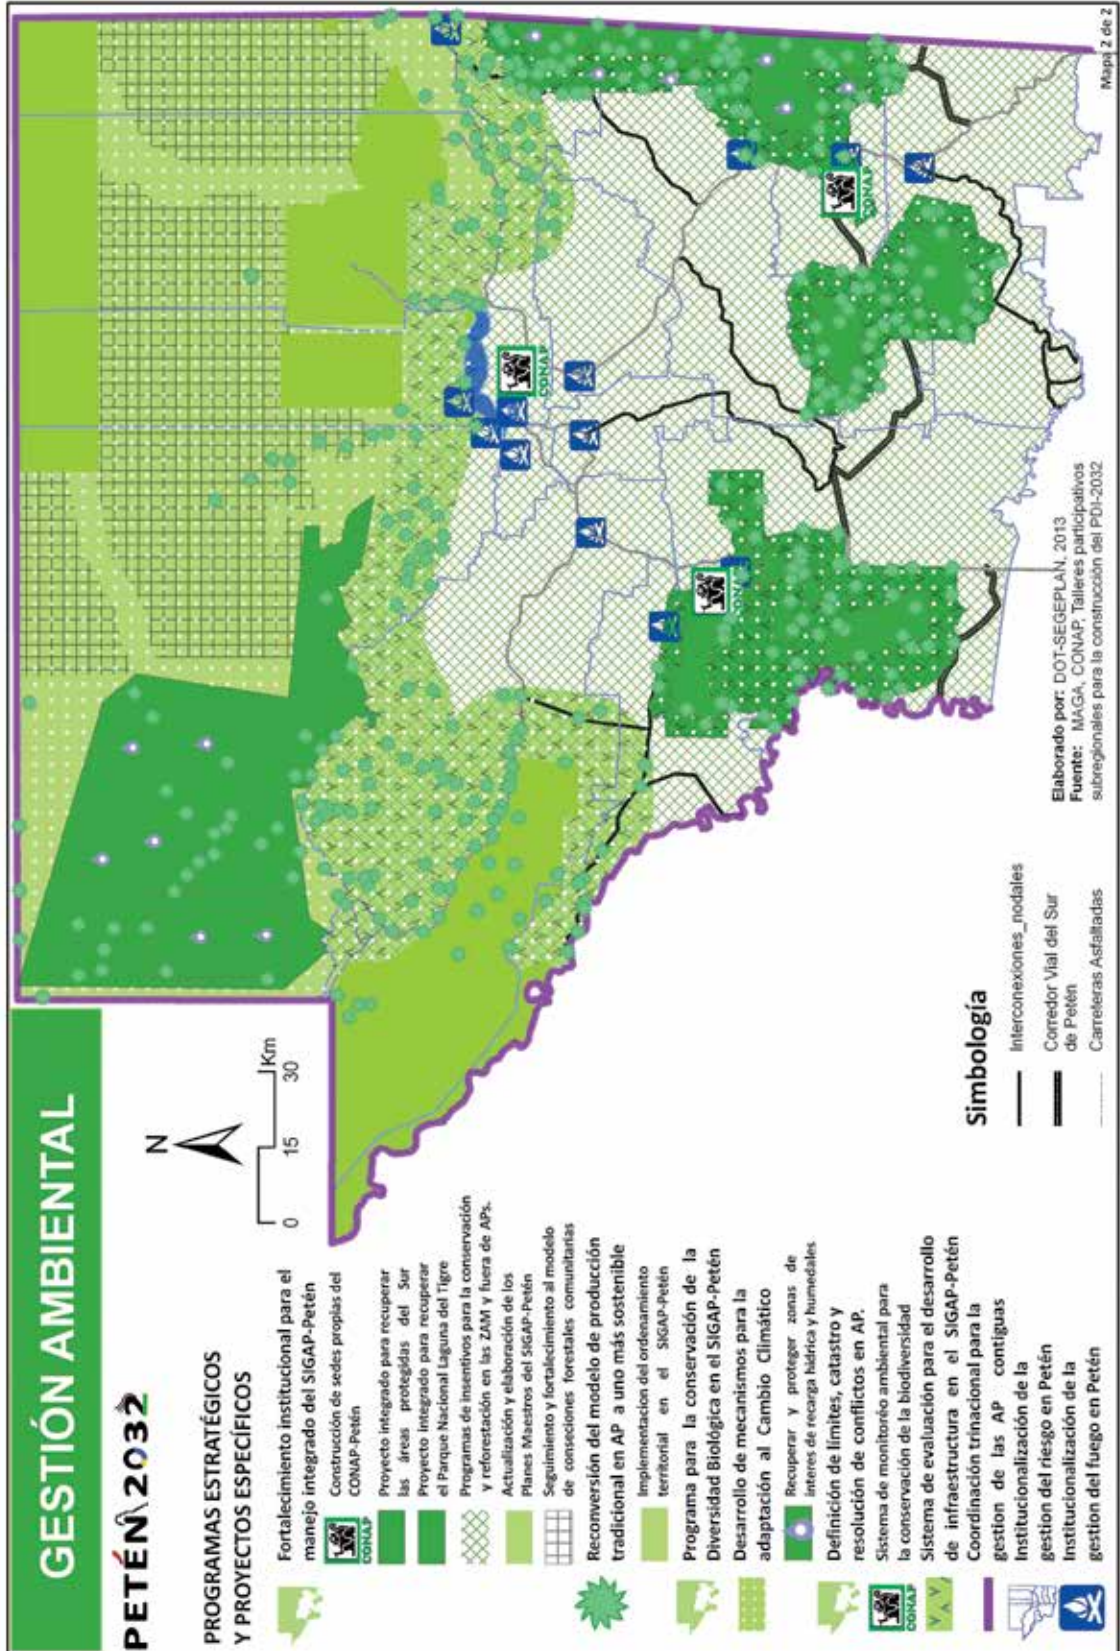 GESTIÓN AMBIENTAL
PETÉN 2032
PROGRAMAS ESTRATÉGICOS
Y PROYECTOS ESPECÍFICOS
Fortalecimiento institucional para el
manejo integrado del SIGAP-Petén
CONAP
Construcción de sedes propias del
CONAP-Petén
Proyecto integrado para recuperar
las áreas protegidas del Sur
Proyecto integrado para recuperar
el Parque Nacional Laguna del Tigre
Programas de insentivos para la conservación
y reforestación en las ZAM y fuera de APs.
Actualización y elaboración de los
Planes Maestros del SIGAP-Petén
Seguimiento y fortalecimiento al modelo
de conseciones forestales comunitarias
Reconversión del modelo de producción
tradicional en AP a uno más sostenible
Implementacion del ordenamiento
territorial en el SIGAP-Petén
Programa para la conservación de la
Diversidad Biológica en el SIGAP-Petén
Desarrollo de mecanismos para la
adaptación al Cambio Climático
Recuperar y proteger zonas de
interes de recarga hídrica y humedales
Definición de límites, catastro y
resolución de conflictos en AP.
CONAP
Sistema de monitoréo ambiental para
la conservación de la biodiversidad
Sistema de evaluación para el desarrollo
de infraestructura en el SIGAP-Petén
Coordinación trinacional para la
gestion de las AP contiguas
Institucionalización de la
gestión del riesgo en Petén
Institucionalización de la
gestión del fuego en Petén
N
0 15 30 Km
CONAP
CONAP
CONAP
Simbología
Interconexiones_nodales
Corredor Vial del Sur
de Petén
Carreteras Asfaltadas
Elaborado por: DOT-SEGEPLAN, 2013
Fuente: MAGA, CONAP, Talleres participativos
subregionales para la construcción del PDI-2032
Mapa 2 de 2